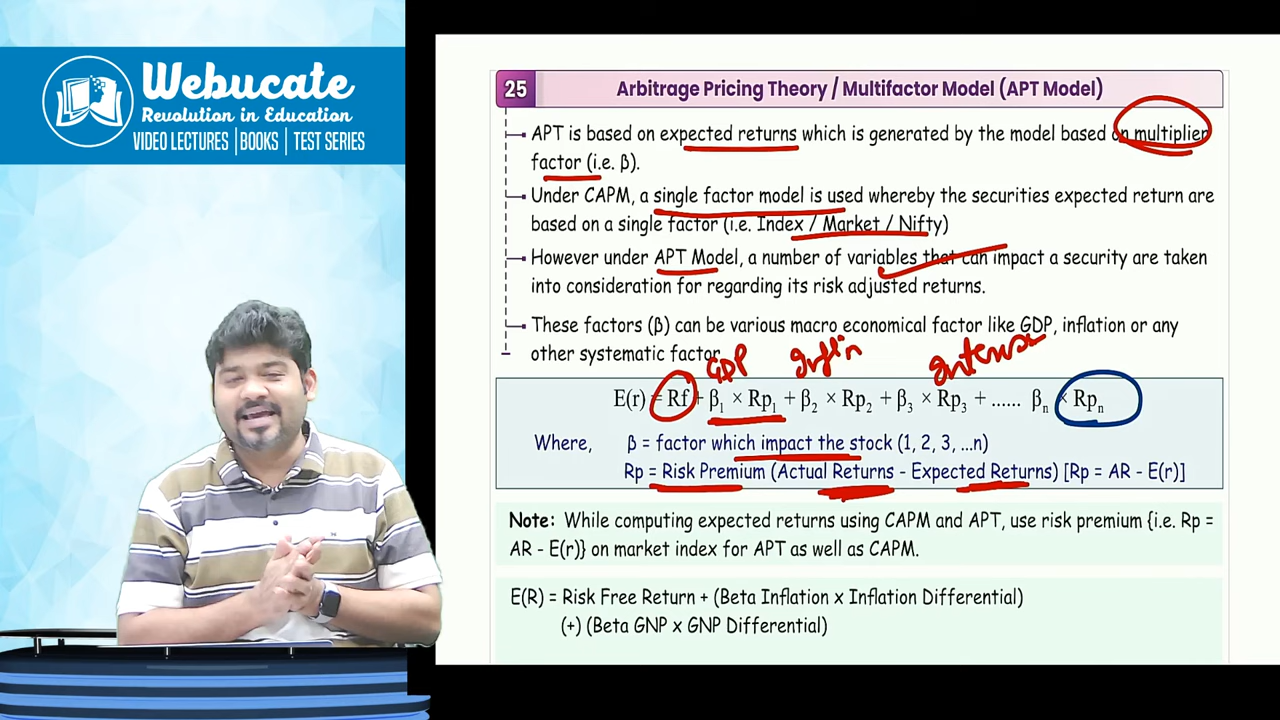 Webucate
Revolution in Education
VIDEO LECTURES | BOOKS | TEST SERIES
25
Arbitrage Pricing Theory / Multifactor Model (APT Model)
APT is based on expected returns which is generated by the model based on multiplier
factor (i.e. β).
Under CAPM, a single factor model is used whereby the securities expected return are
based on a single factor (i.e. Index / Market / Nifty)
However under APT Model, a number of variables that can impact a security are taken
into consideration for regarding its risk adjusted returns.
These factors (β) can be various macro economical factor like GDP, inflation or any
other systematic factor
GDP
E(r) = Rf + β₁ × Rp₁ + β₂ × Rp₂ + β₃ × Rp₃ + ...... βₙ × Rpₙ
Where, β = factor which impact the stock (1, 2, 3, ...n)
Rp = Risk Premium (Actual Returns - Expected Returns) [Rp = AR - E(r)]
Note: While computing expected returns using CAPM and APT, use risk premium {i.e. Rp =
AR - E(r)} on market index for APT as well as CAPM.
E(R) = Risk Free Return + (Beta Inflation x Inflation Differential)
(+) (Beta GNP x GNP Differential)